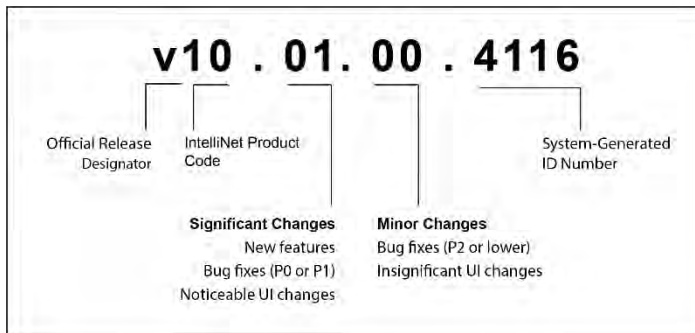 v10 . 01. 00 . 4116
Official Release
Designator
IntelliNet Product
Code
System-Generated
ID Number
Significant Changes
New features
Bug fixes (P0 or P1)
Noticeable UI changes
Minor Changes
Bug fixes (P2 or lower)
Insignificant UI changes